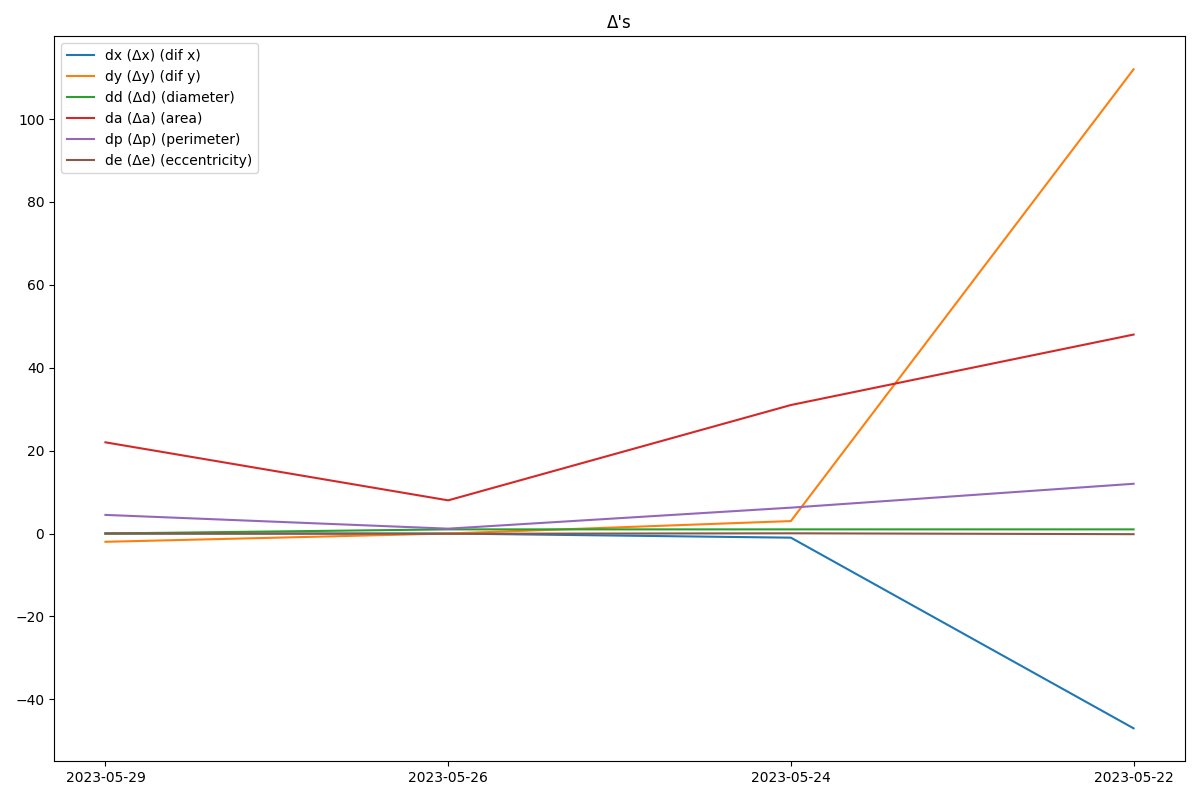 Δ's
dx (Δx) (dif x)
dy (Δy) (dif y)
dd (Δd) (diameter)
da (Δa) (area)
dp (Δp) (perimeter)
de (Δe) (eccentricity)
100
80
60
40
20
0
−20
−40
2023-05-29 2023-05-26 2023-05-24 2023-05-22